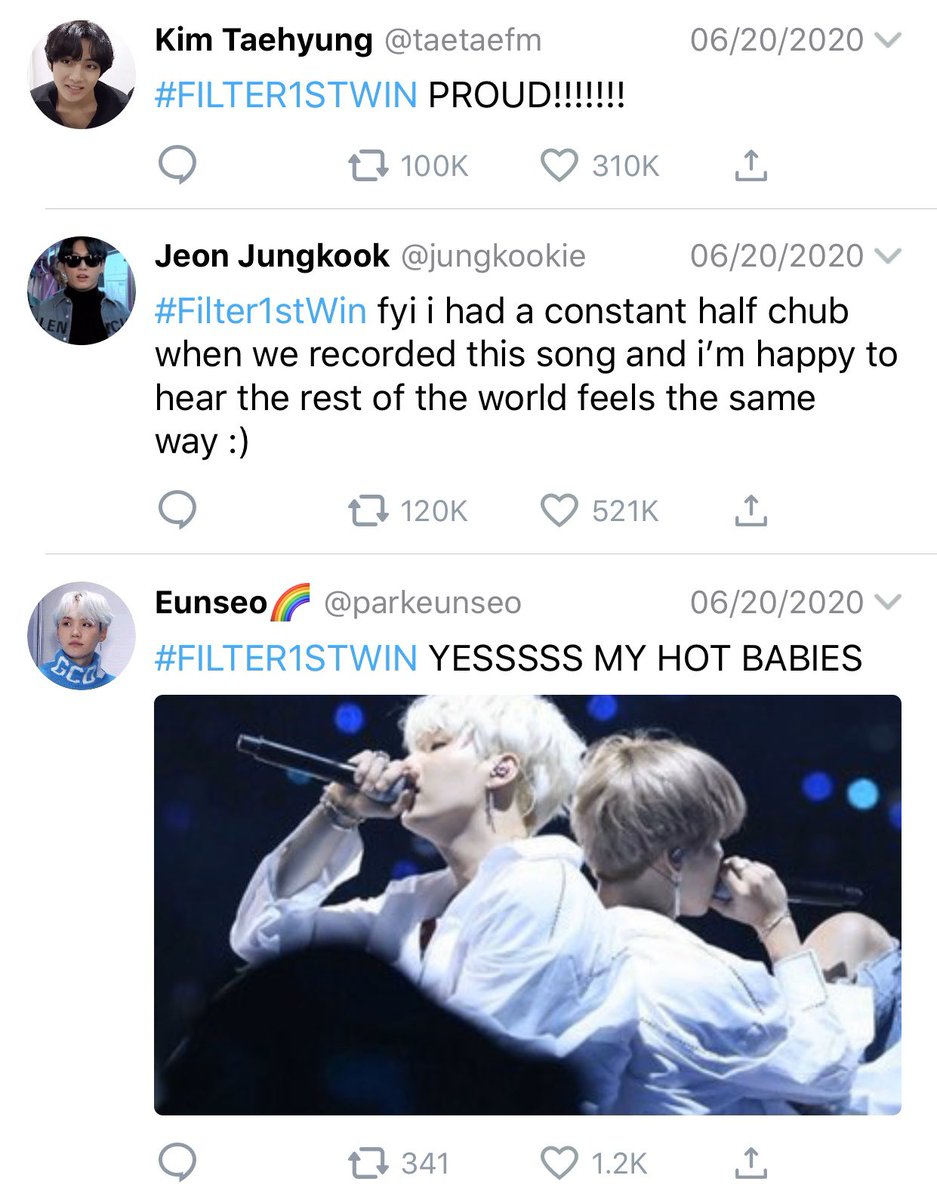 Kim Taehyung @taetaefm 06/20/2020
#FILTER1STWIN PROUD!!!!!!!
100K 310K
Jeon Jungkook @jungkookie 06/20/2020
#Filter1stWin fyi i had a constant half chub
when we recorded this song and i’m happy to
hear the rest of the world feels the same
way :)
120K 521K
Eunseo🌈 @parkeunseo 06/20/2020
#FILTER1STWIN YESSSSS MY HOT BABIES
341 1.2K